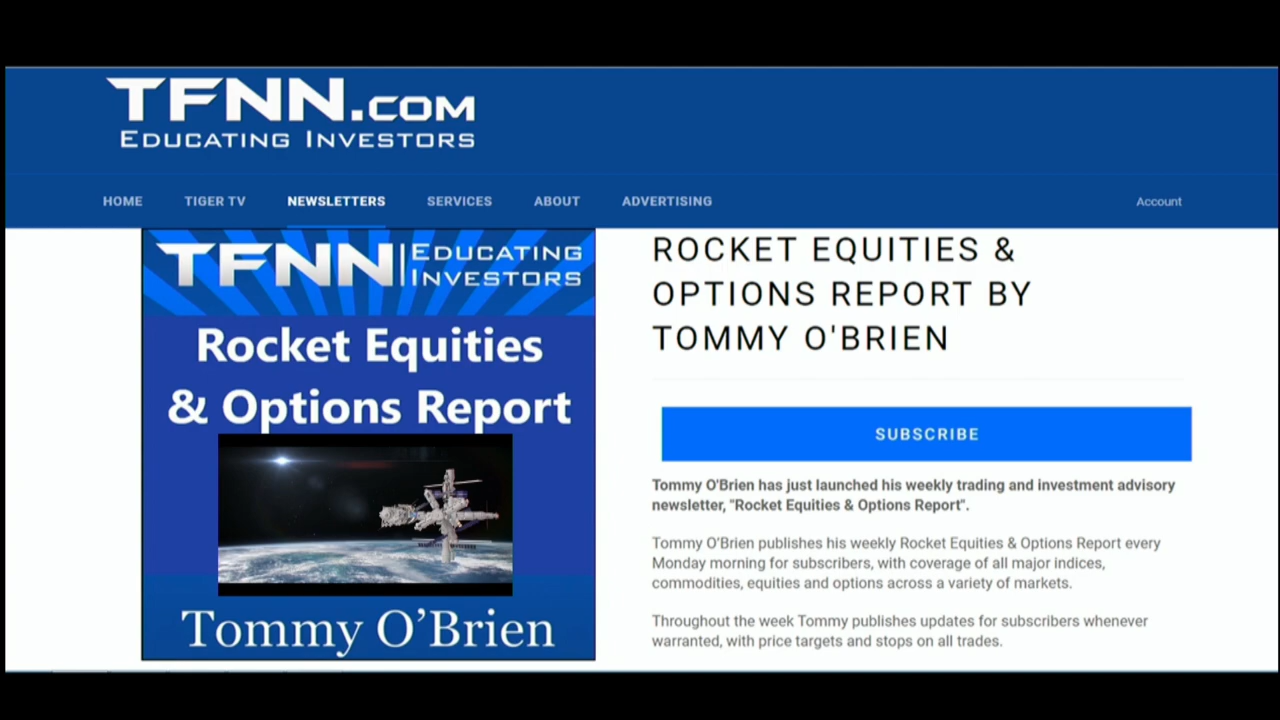 TFNN.COM
EDUCATING INVESTORS
HOME TIGER TV NEWSLETTERS SERVICES ABOUT ADVERTISING Account
TFNN EDUCATING
INVESTORS
Rocket Equities
& Options Report
Tommy O’Brien
ROCKET EQUITIES &
OPTIONS REPORT BY
TOMMY O'BRIEN
SUBSCRIBE
Tommy O'Brien has just launched his weekly trading and investment advisory
newsletter, "Rocket Equities & Options Report".
Tommy O'Brien publishes his weekly Rocket Equities & Options Report every
Monday morning for subscribers, with coverage of all major indices,
commodities, equities and options across a variety of markets.
Throughout the week Tommy publishes updates for subscribers whenever
warranted, with price targets and stops on all trades.